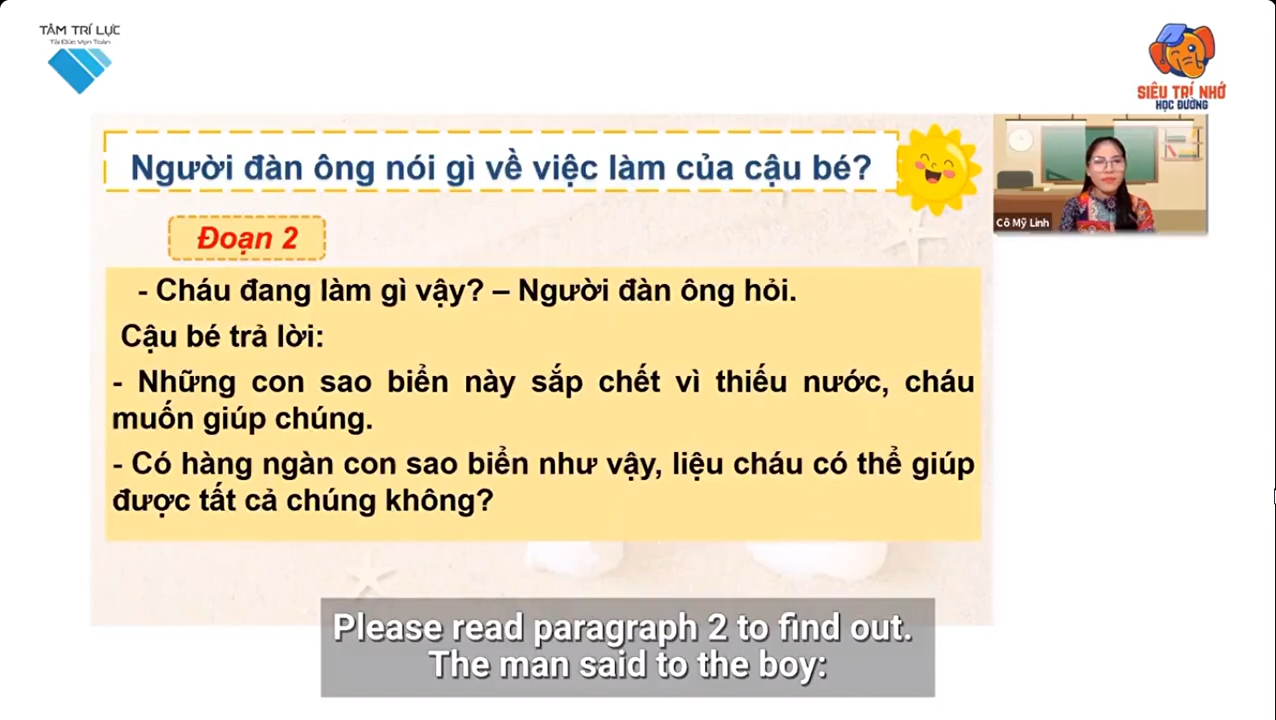 TÂM TRÍ LỰC
Tài Đức Vẹn Toàn
SIÊU TRÍ NHỚ
HỌC ĐƯỜNG
Người đàn ông nói gì về việc làm của cậu bé?
Cô Mỹ Linh
Đoạn 2
- Cháu đang làm gì vậy? – Người đàn ông hỏi.
Cậu bé trả lời:
- Những con sao biển này sắp chết vì thiếu nước, cháu
muốn giúp chúng.
- Có hàng ngàn con sao biển như vậy, liệu cháu có thể giúp
được tất cả chúng không?
Please read paragraph 2 to find out.
The man said to the boy: